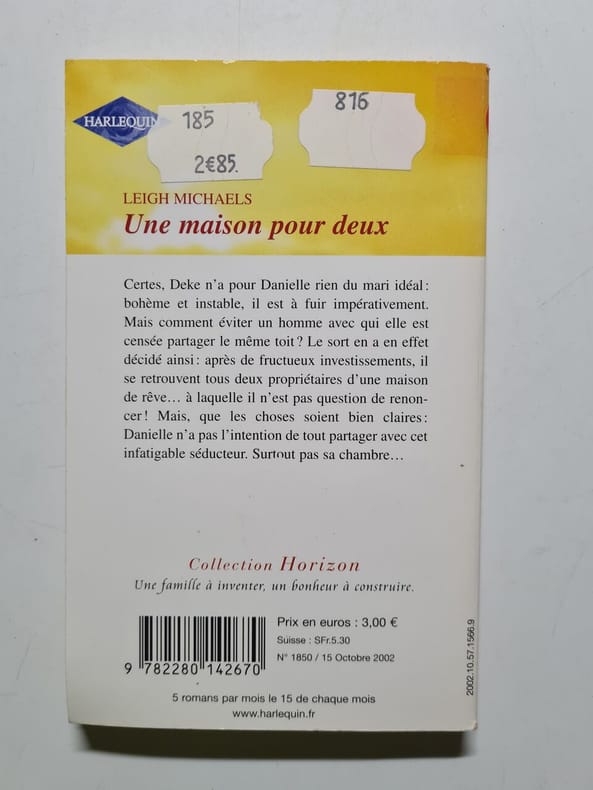 HARLEQUIN
185
2€85.
816
LEIGH MICHAELS
Une maison pour deux
Certes, Deke n'a pour Danielle rien du mari idéal :
bohème et instable, il est à fuir impérativement.
Mais comment éviter un homme avec qui elle est
censée partager le même toit ? Le sort en a en effet
décidé ainsi : après de fructueux investissements, il
se retrouvent tous deux propriétaires d'une maison
de rêve… à laquelle il n'est pas question de renon-
cer ! Mais, que les choses soient bien claires :
Danielle n'a pas l'intention de tout partager avec cet
infatigable séducteur. Surtout pas sa chambre…
Collection Horizon
Une famille à inventer, un bonheur à construire.
Prix en euros : 3,00 €
Suisse : SFr.5.30
N° 1850 / 15 Octobre 2002
9 782280 142670
5 romans par mois le 15 de chaque mois
www.harlequin.fr
2002.10.57.1566.9